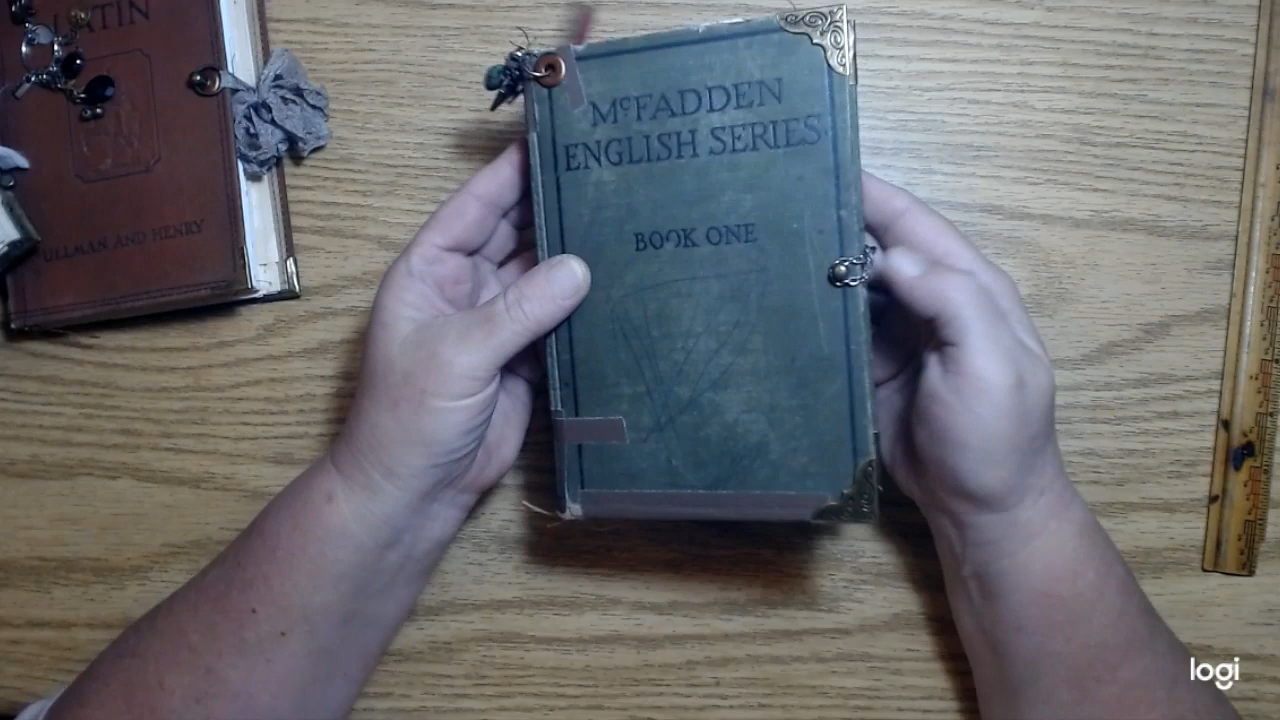 LATIN
ULLMAN AND HENRY
McFADDEN
ENGLISH SERIES
BOOK ONE
logi